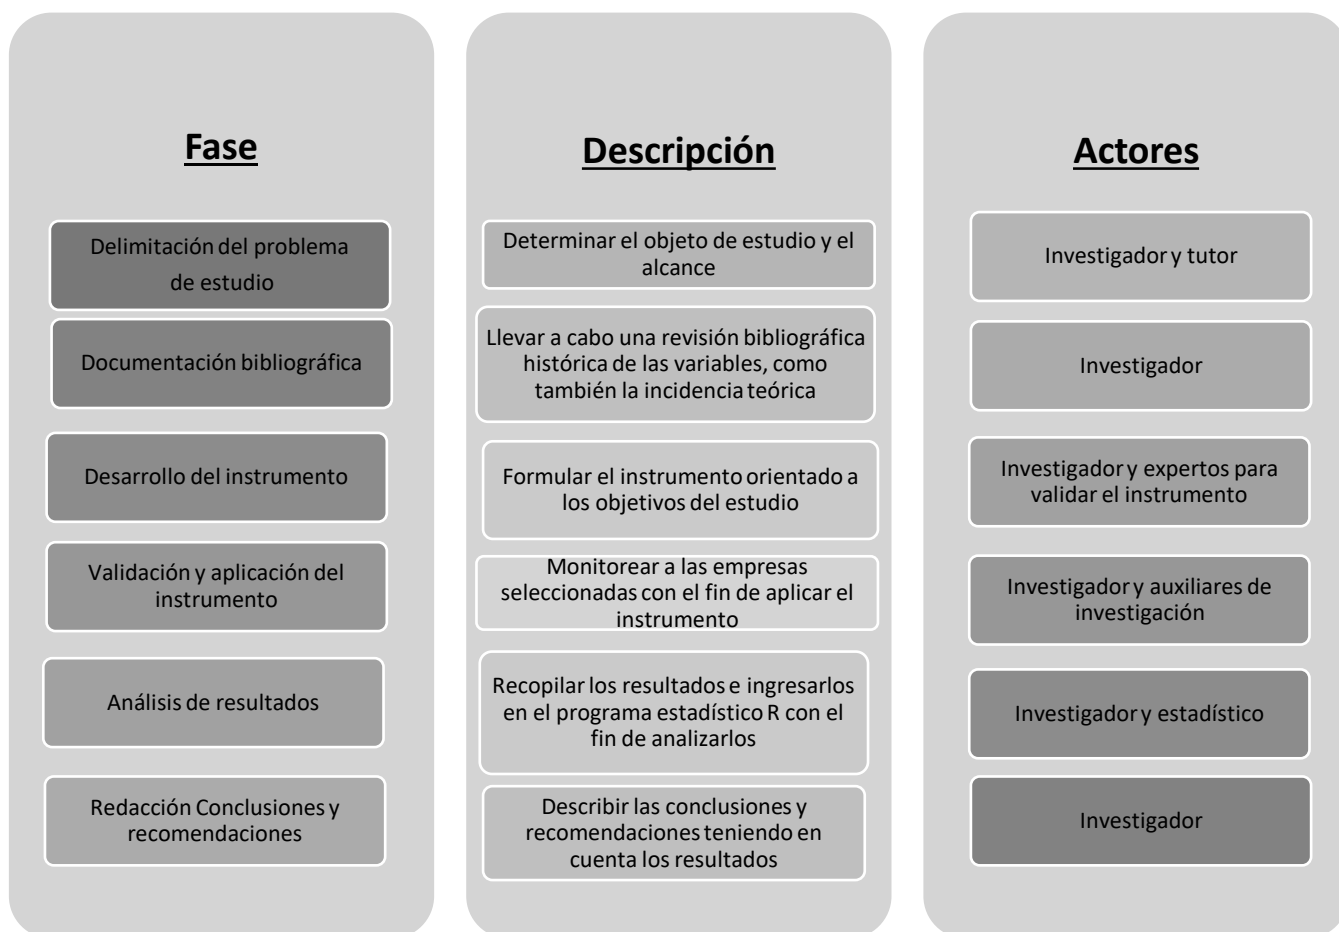 Fase
Delimitación del problema
de estudio
Documentación bibliográfica
Desarrollo del instrumento
Validación y aplicación del
instrumento
Análisis de resultados
Redacción Conclusiones y
recomendaciones
Descripción
Determinar el objeto de estudio y el
alcance
Llevar a cabo una revisión bibliográfica
histórica de las variables, como
también la incidencia teórica
Formular el instrumento orientado a
los objetivos del estudio
Monitorear a las empresas
seleccionadas con el fin de aplicar el
instrumento
Recopilar los resultados e ingresarlos
en el programa estadístico R con el
fin de analizarlos
Describir las conclusiones y
recomendaciones teniendo en
cuenta los resultados
Actores
Investigador y tutor
Investigador
Investigador y expertos para
validar el instrumento
Investigador y auxiliares de
investigación
Investigador y estadístico
Investigador